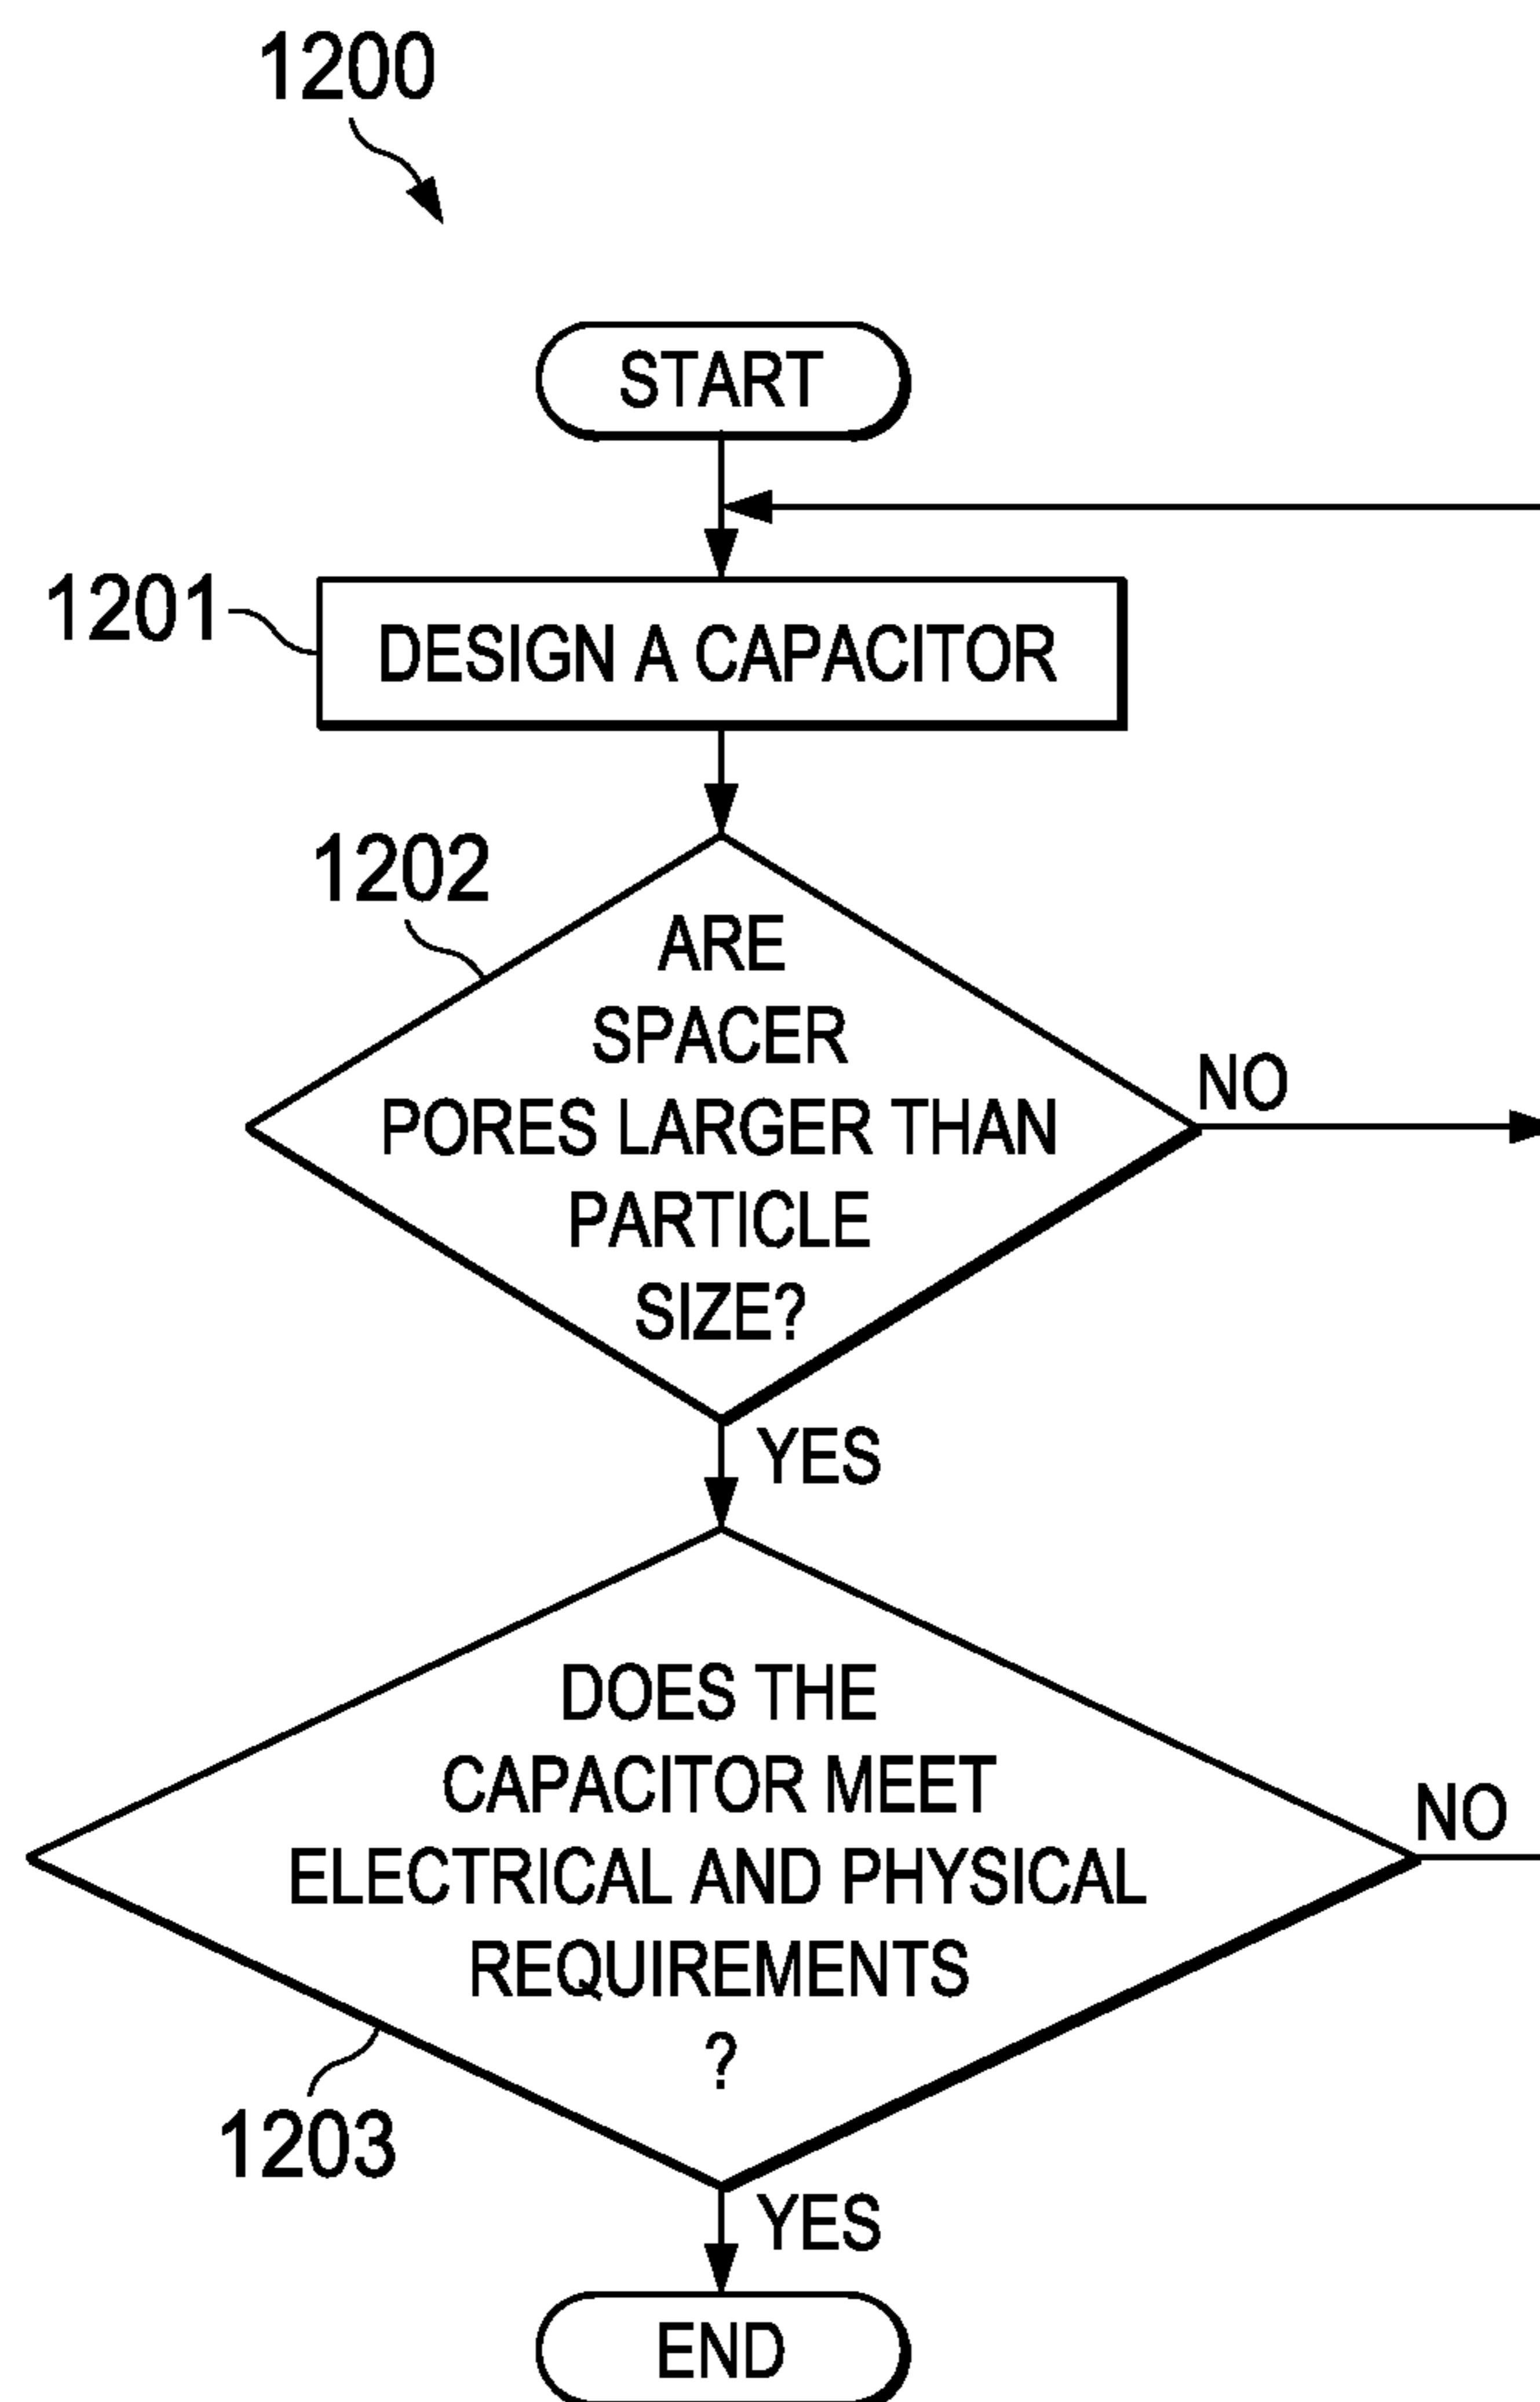 1200
START
1201
DESIGN A CAPACITOR
1202
ARE
SPACER
PORES LARGER THAN
PARTICLE
SIZE?
NO
YES
DOES THE
CAPACITOR MEET
ELECTRICAL AND PHYSICAL
REQUIREMENTS
?
NO
1203
YES
END